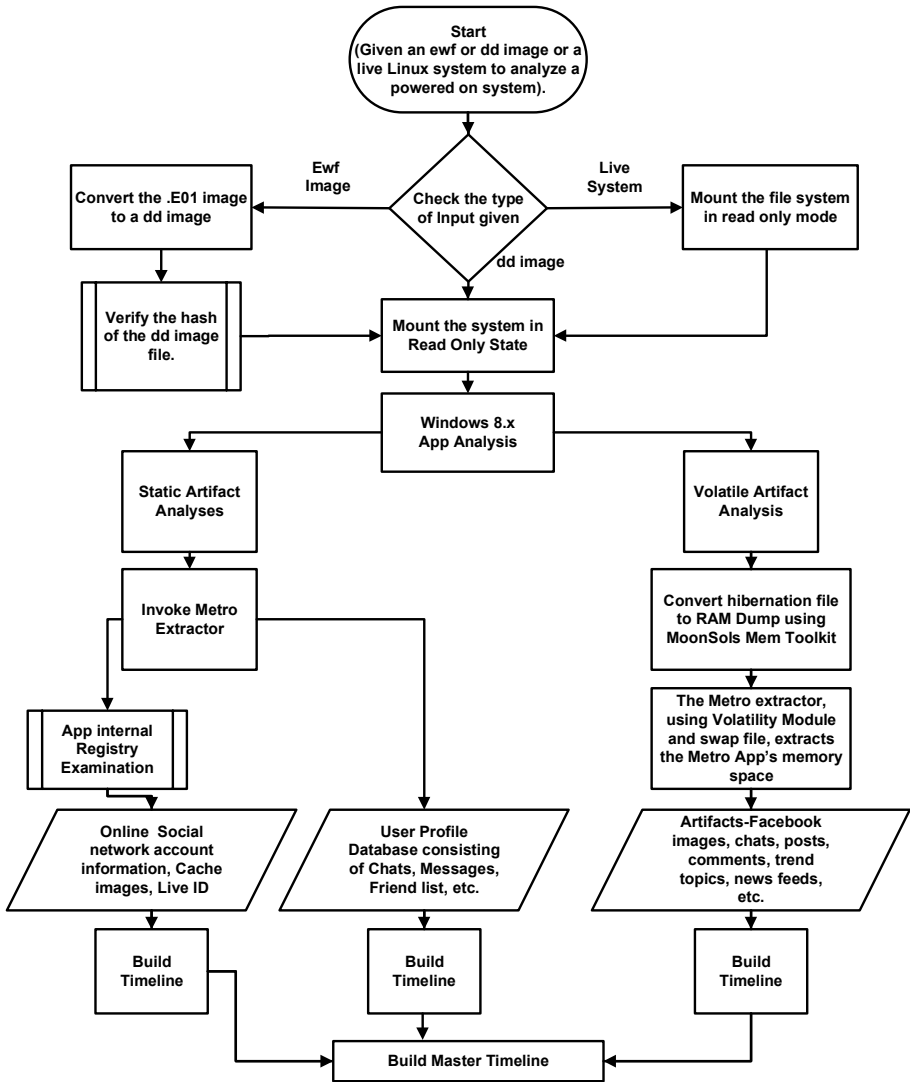 Start
(Given an ewf or dd image or a
live Linux system to analyze a
powered on system).
Ewf
Image
Live
System
Convert the .E01 image
to a dd image
Check the type
of Input given
Mount the file system
in read only mode
dd image
Verify the hash
of the dd image
file.
Mount the system in
Read Only State
Windows 8.x
App Analysis
Static Artifact
Analyses
Volatile Artifact
Analysis
Invoke Metro
Extractor
Convert hibernation file
to RAM Dump using
MoonSols Mem Toolkit
App internal
Registry
Examination
The Metro extractor,
using Volatility Module
and swap file, extracts
the Metro App's memory
space
Online Social
network account
information, Cache
images, Live ID
User Profile
Database consisting
of Chats, Messages,
Friend list, etc.
Artifacts-Facebook
images, chats, posts,
comments, trend
topics, news feeds,
etc.
Build
Timeline
Build
Timeline
Build
Timeline
Build Master Timeline